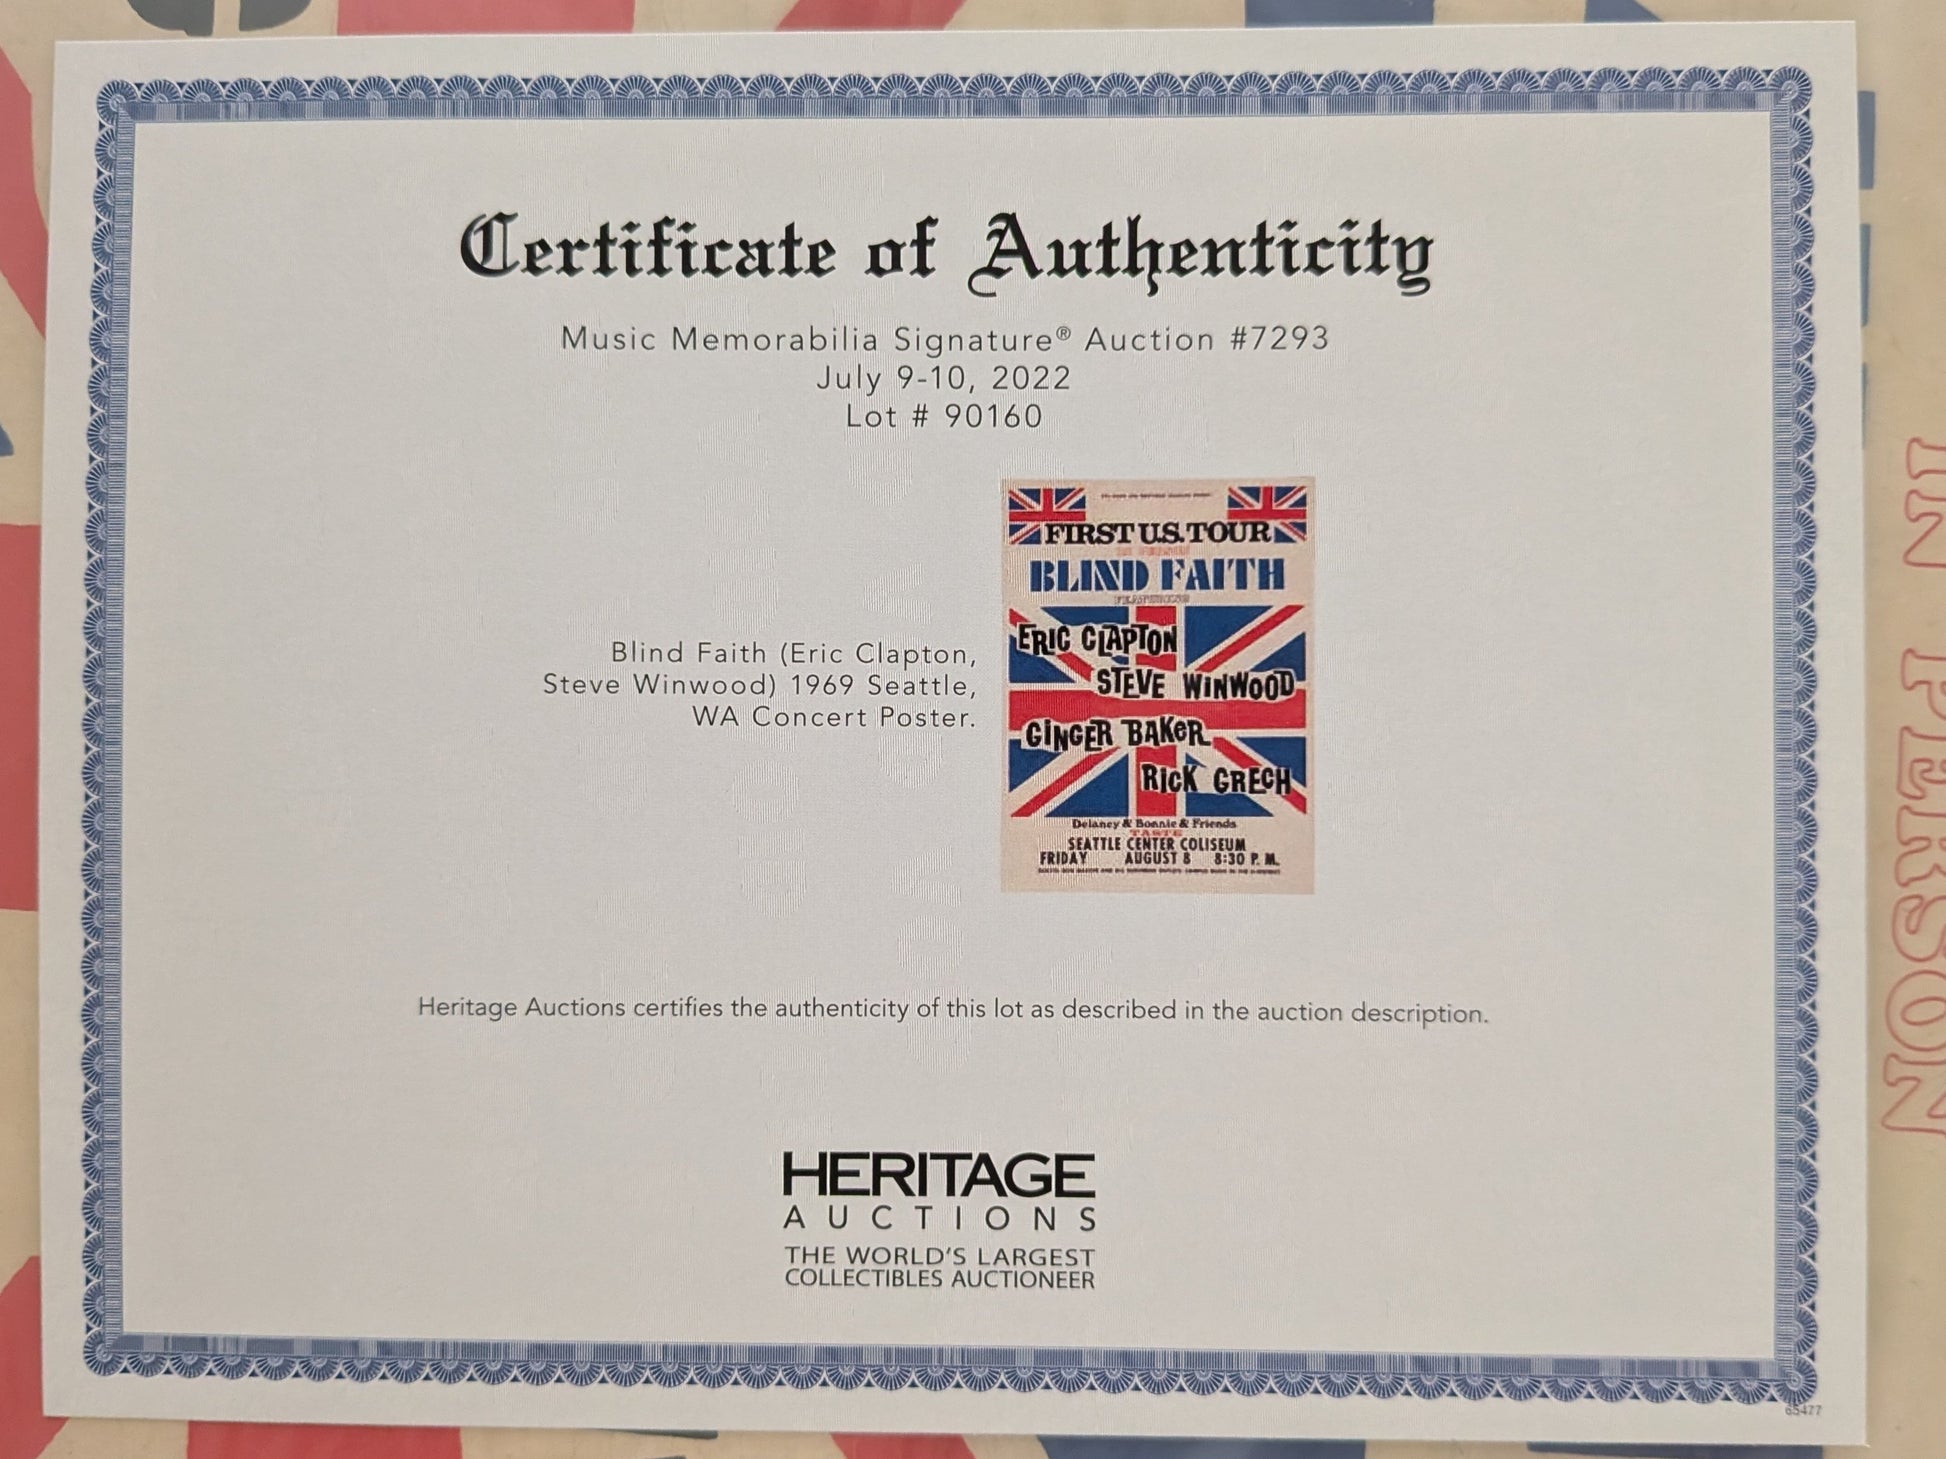 Certificate of Authenticity
Music Memorabilia Signature® Auction #7293
July 9-10, 2022
Lot # 90160
Blind Faith (Eric Clapton,
Steve Winwood) 1969 Seattle,
WA Concert Poster.
FIRST U.S. TOUR
BLIND FAITH
ERIC CLAPTON
STEVE WINWOOD
GINGER BAKER
RICK GRECH
Delaney & Bonnie & Friends
TASTE
SEATTLE CENTER COLISEUM
FRIDAY AUGUST 8 8:30 P. M.
Heritage Auctions certifies the authenticity of this lot as described in the auction description.
HERITAGE
AUCTIONS
THE WORLD'S LARGEST
COLLECTIBLES AUCTIONEER
65477
IN PERSON